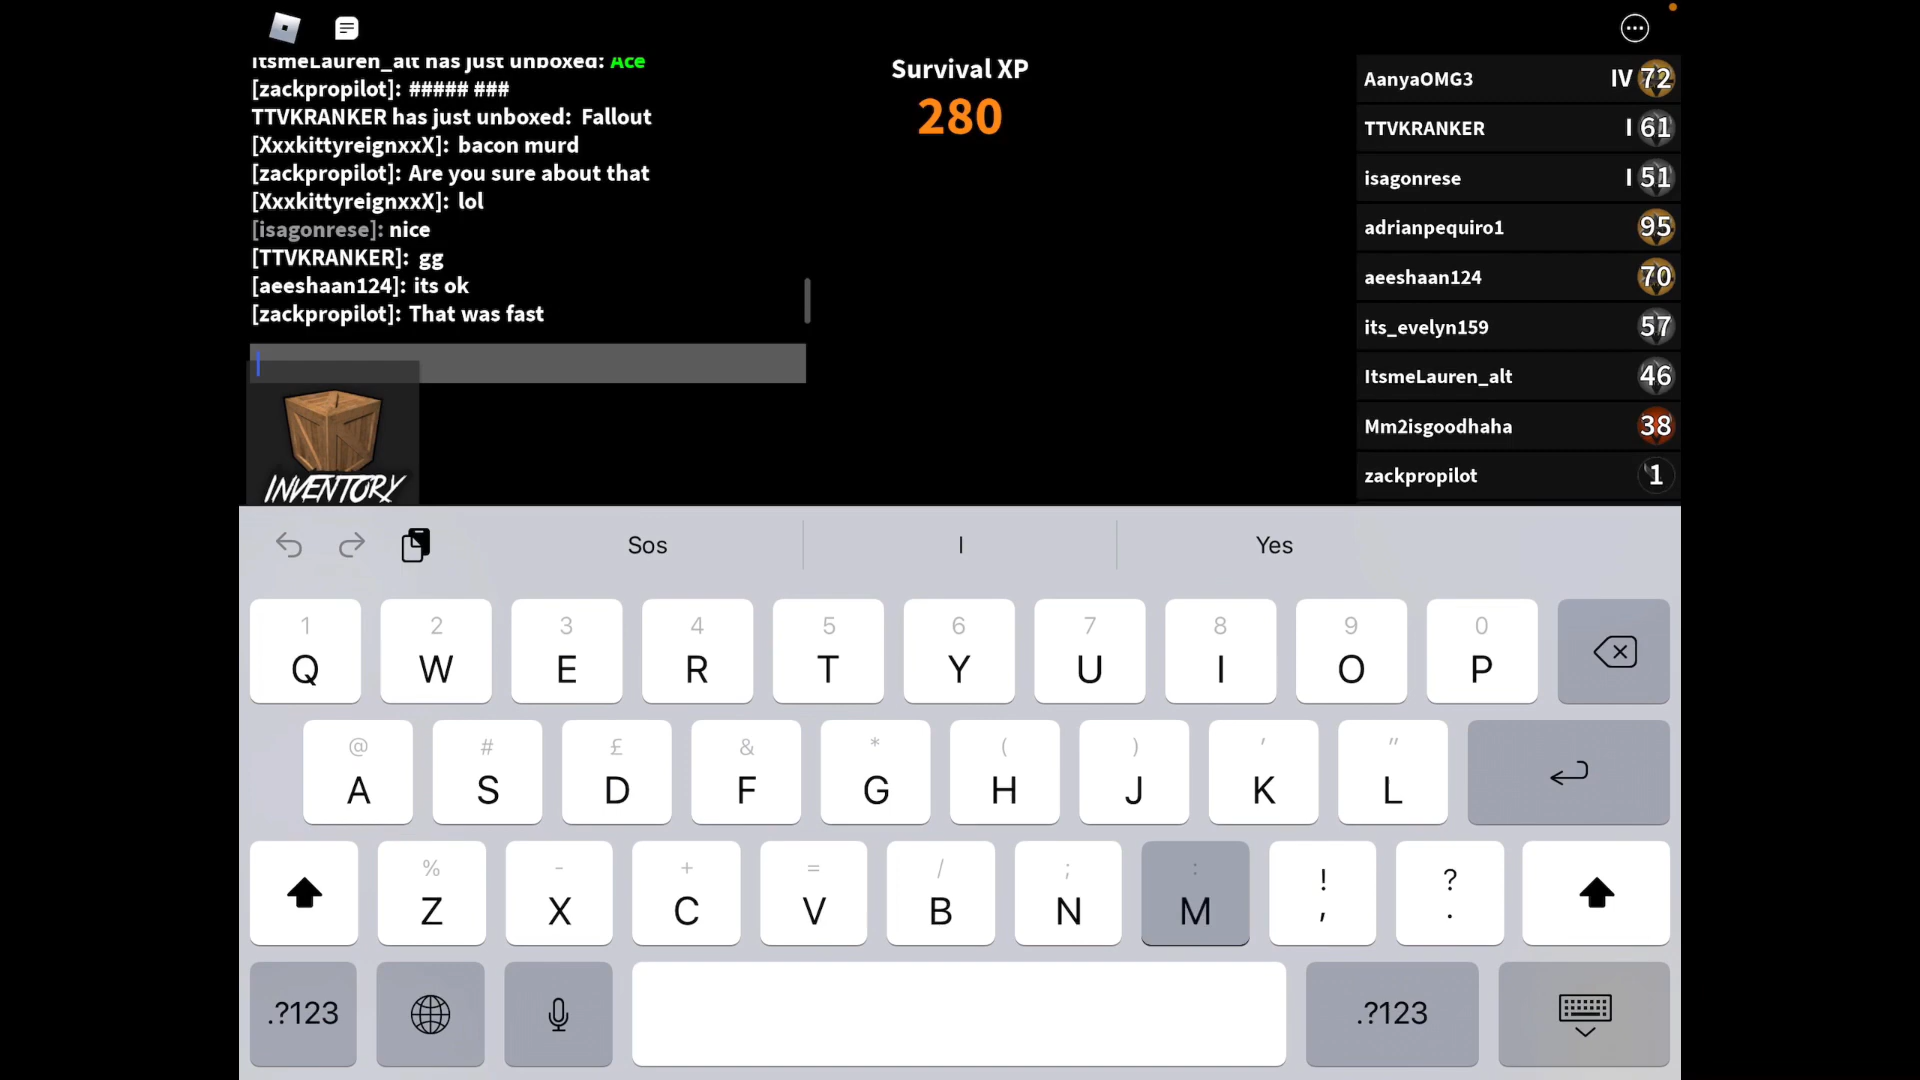 ItsmeLauren_alt has just unboxed: Ace
[zackpropilot]: ##### ###
TTVKRANKER has just unboxed: Fallout
[XxxkittyreignxxX]: bacon murd
[zackpropilot]: Are you sure about that
[XxxkittyreignxxX]: lol
[isagonrese]: nice
[TTVKRANKER]: gg
[aeeshaan124]: its ok
[zackpropilot]: That was fast
INVENTORY
Survival XP
280
AanyaOMG3 IV 72
TTVKRANKER I 61
isagonrese I 51
adrianpequiro1 95
aeeshaan124 70
its_evelyn159 57
ItsmeLauren_alt 46
Mm2isgoodhaha 38
zackpropilot 1
Sos I Yes
1 2 3 4 5 6 7 8 9 0
Q W E R T Y U I O P
@ # £ & * ( ) ' "
A S D F G H J K L
% - + = / ; : ! ?
Z X C V B N M , .
.?123 .?123